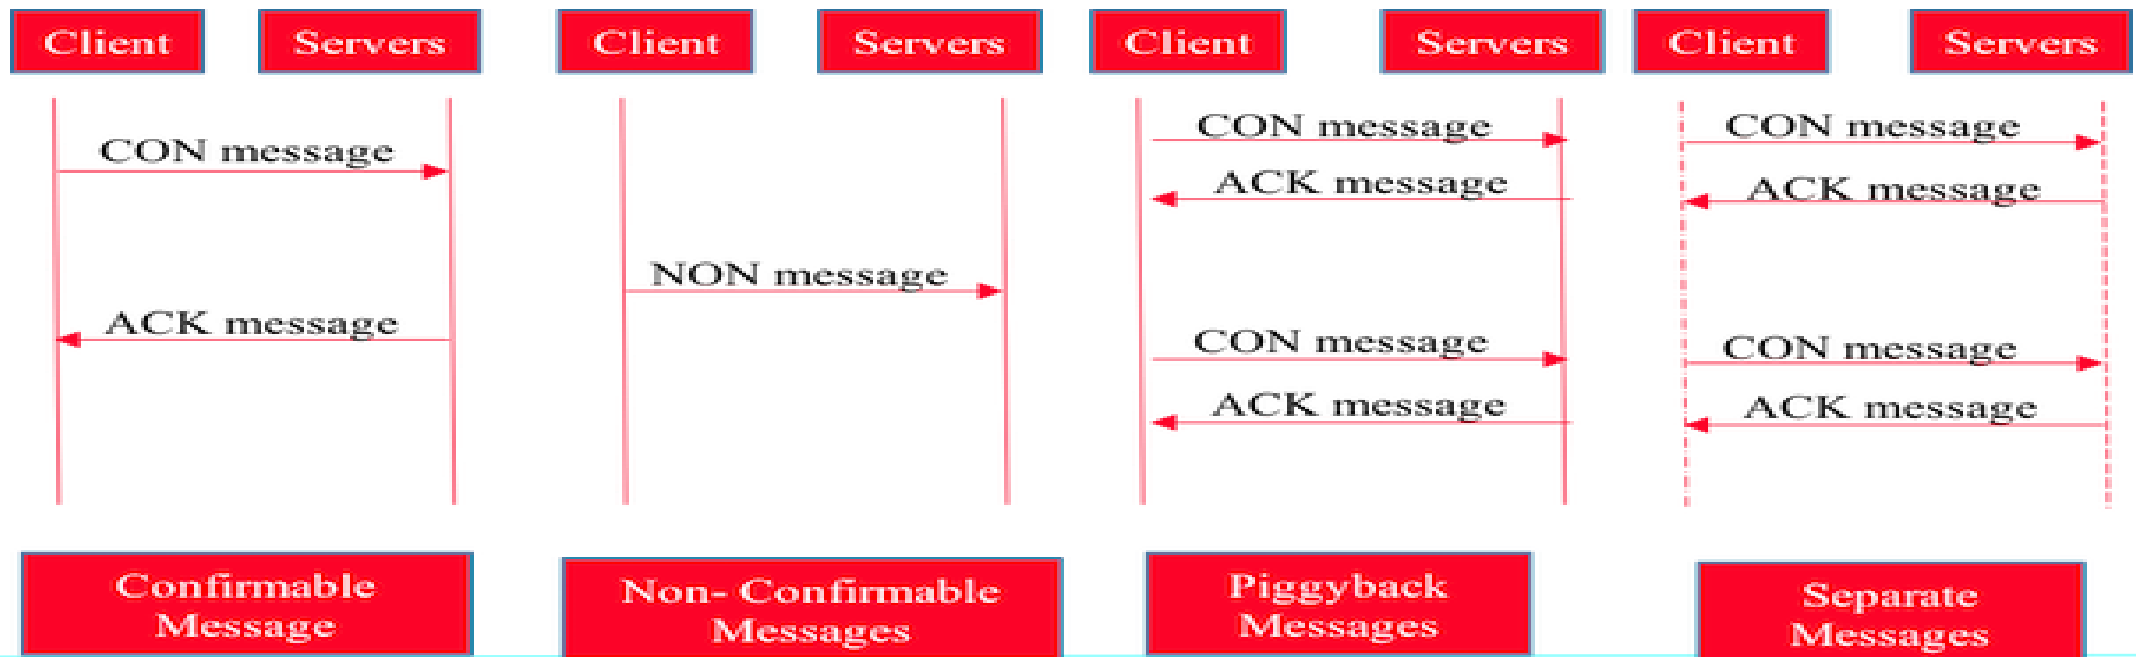 Client
Servers
Client
Servers
Client
Servers
Client
Servers
CON message
ACK message
NON message
CON message
ACK message
CON message
ACK message
CON message
ACK message
CON message
ACK message
Confirmable
Message
Non- Confirmable
Messages
Piggyback
Messages
Separate
Messages